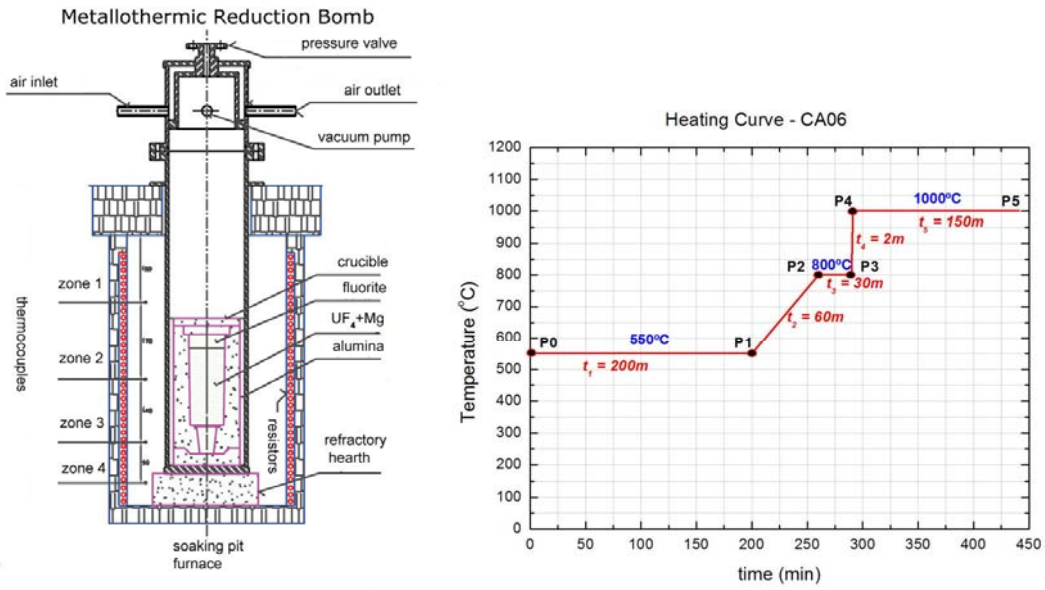 Metallothermic Reduction Bomb
pressure valve
air inlet
air outlet
vacuum pump
crucible
fluorite
UF4+Mg
alumina
zone 1
zone 2
zone 3
zone 4
thermocouples
resistors
refractory
hearth
soaking pit
furnace
Heating Curve - CA06
1200
1100
1000
900
800
700
600
500
400
300
200
100
0
Temperature (°C)
P0
550ºC
P1
t1 = 200m
P2
800ºC
P3
t2 = 60m
t3 = 30m
P4
1000ºC
P5
t4 = 2m
t5 = 150m
0 50 100 150 200 250 300 350 400 450
time (min)